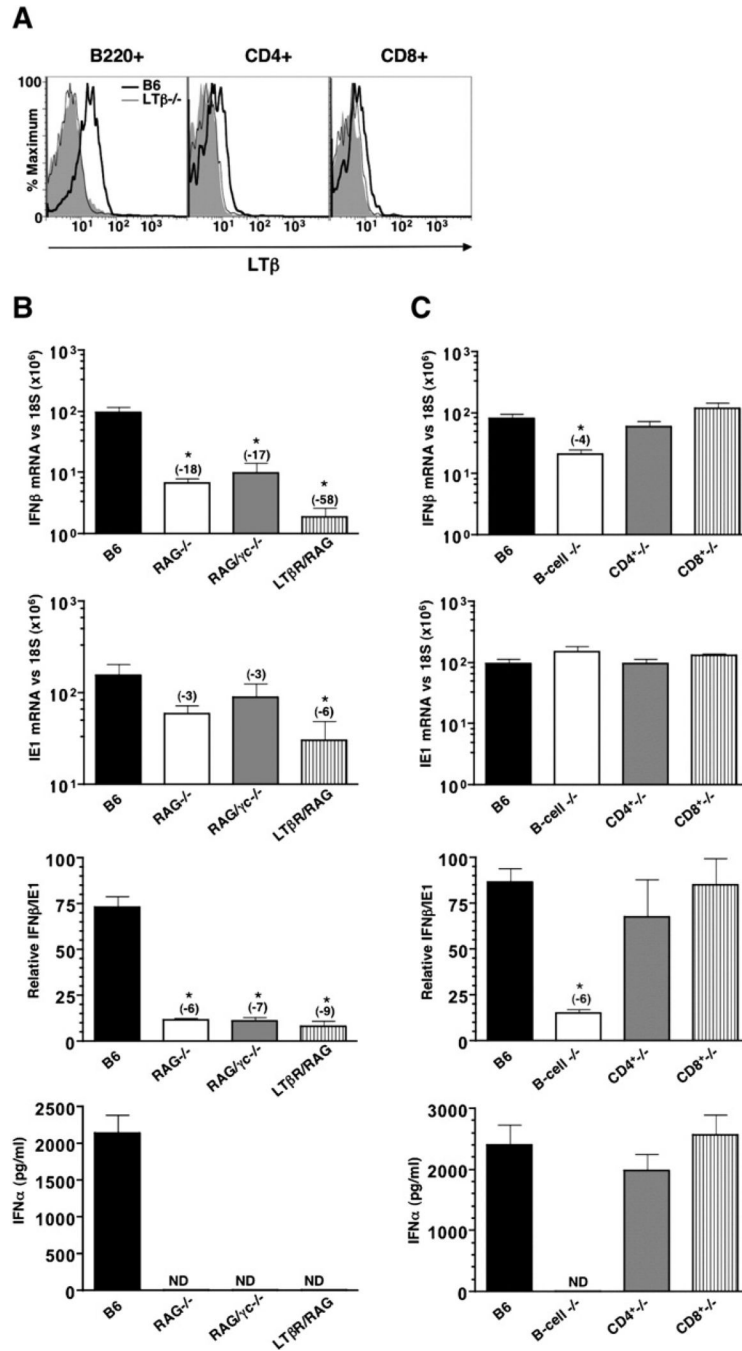 A
B220+ CD4+ CD8+
100
B6
LTβ-/-
% Maximum
0
10¹ 10² 10³ 10¹ 10² 10³ 10¹ 10² 10³
LTβ
B
IFNβ mRNA vs 18S (x10⁶)
10³
10²
10¹
10⁰
*
(-18)
*
(-17)
*
(-58)
B6 RAG-/- RAG/γc-/- LTβR/RAG
IE1 mRNA vs 18S (x10⁶)
10³
10²
10¹
(-3)
(-3)
*
(-6)
B6 RAG-/- RAG/γc-/- LTβR/RAG
Relative IFNβ/IE1
100
75
50
25
0
*
(-6)
*
(-7)
*
(-9)
B6 RAG-/- RAG/γc-/- LTβR/RAG
IFNα (pg/ml)
2500
2000
1500
1000
500
0
ND ND ND
B6 RAG-/- RAG/γc-/- LTβR/RAG
C
IFNβ mRNA vs 18S (x10⁶)
10³
10²
10¹
10⁰
*
(-4)
B6 B-cell -/- CD4⁺-/- CD8⁺-/-
IE1 mRNA vs 18S (x10⁶)
10³
10²
10¹
10⁰
B6 B-cell -/- CD4⁺-/- CD8⁺-/-
Relative IFNβ/IE1
100
75
50
25
0
*
(-6)
B6 B-cell -/- CD4⁺-/- CD8⁺-/-
IFNα (pg/ml)
3000
2000
1000
0
ND
B6 B-cell -/- CD4⁺-/- CD8⁺-/-